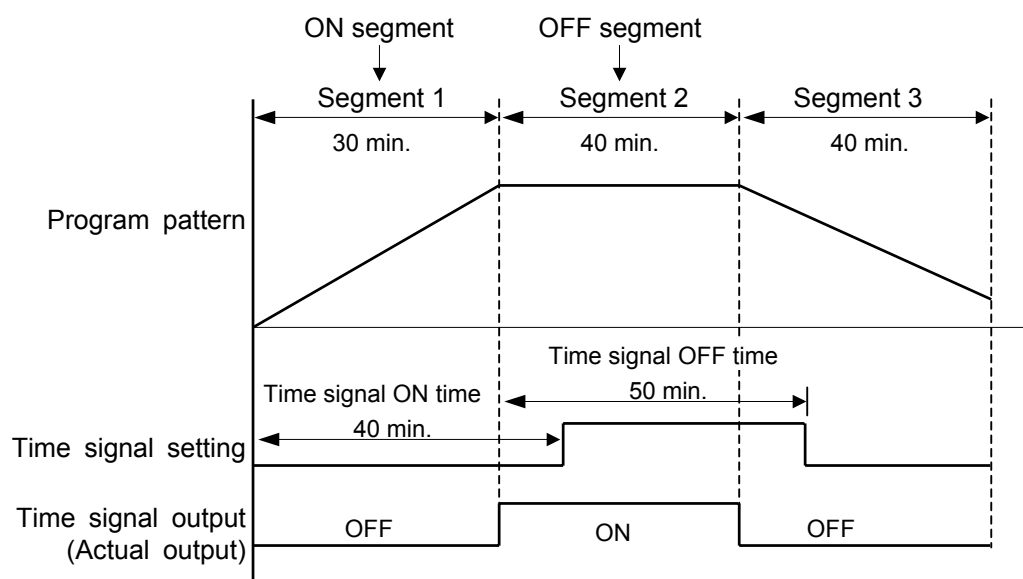 ON segment
OFF segment
Segment 1
Segment 2
Segment 3
30 min.
40 min.
40 min.
Program pattern
Time signal OFF time
50 min.
Time signal ON time
40 min.
Time signal setting
Time signal output
(Actual output)
OFF
ON
OFF